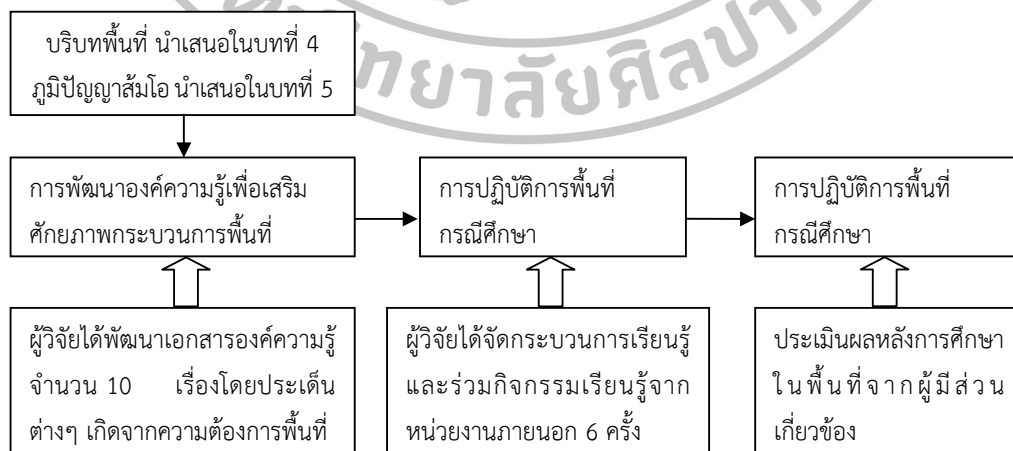 บริบทพื้นที่ นำเสนอในบทที่ 4
ภูมิปัญญาส้มโอ นำเสนอในบทที่ 5
การพัฒนาองค์ความรู้เพื่อเสริม
ศักยภาพกระบวนการพื้นที่
การปฏิบัติการพื้นที่
กรณีศึกษา
การปฏิบัติการพื้นที่
กรณีศึกษา
ผู้วิจัยได้พัฒนาเอกสารองค์ความรู้
จำนวน 10 เรื่องโดยประเด็น
ต่างๆ เกิดจากความต้องการพื้นที่
ผู้วิจัยได้จัดกระบวนการเรียนรู้
และร่วมกิจกรรมเรียนรู้จาก
หน่วยงานภายนอก 6 ครั้ง
ประเมินผลหลังการศึกษา
ในพื้นที่จากผู้มีส่วน
เกี่ยวข้อง